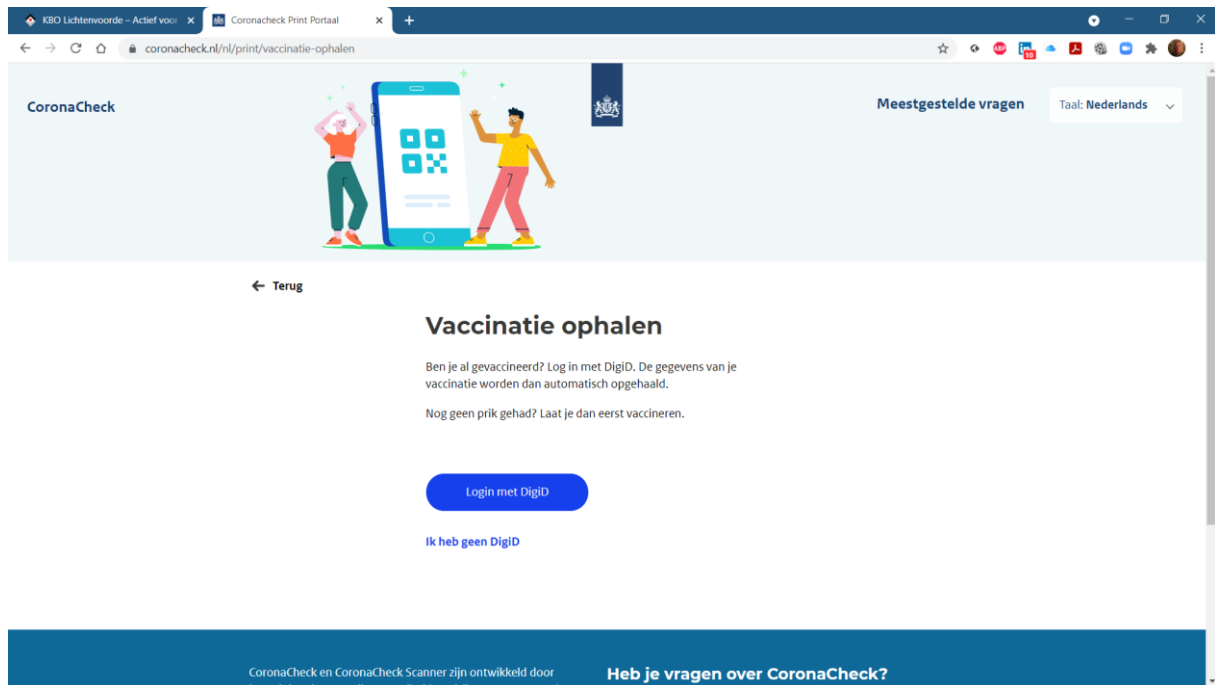 KBO Lichtenvoorde – Actief voor
Coronacheck Print Portaal
coronacheck.nl/nl/print/vaccinatie-ophalen
10
CoronaCheck
Meestgestelde vragen
Taal: Nederlands
Terug
Vaccinatie ophalen
Ben je al gevaccineerd? Log in met DigiD. De gegevens van je
vaccinatie worden dan automatisch opgehaald.
Nog geen prik gehad? Laat je dan eerst vaccineren.
Login met DigiD
Ik heb geen DigiD
CoronaCheck en CoronaCheck Scanner zijn ontwikkeld door
Heb je vragen over CoronaCheck?